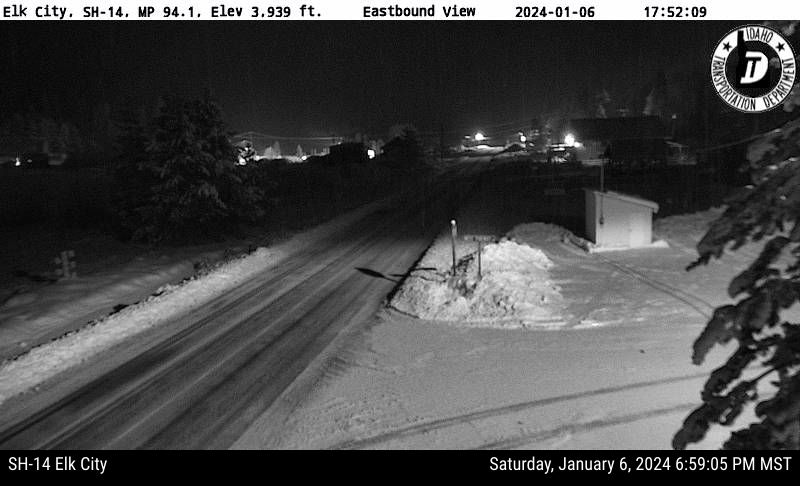 Elk City, SH-14, MP 94.1, Elev 3,939 ft. Eastbound View 2024-01-06 17:52:09
IDAHO
TRANSPORTATION DEPARTMENT
SH-14 Elk City Saturday, January 6, 2024 6:59:05 PM MST